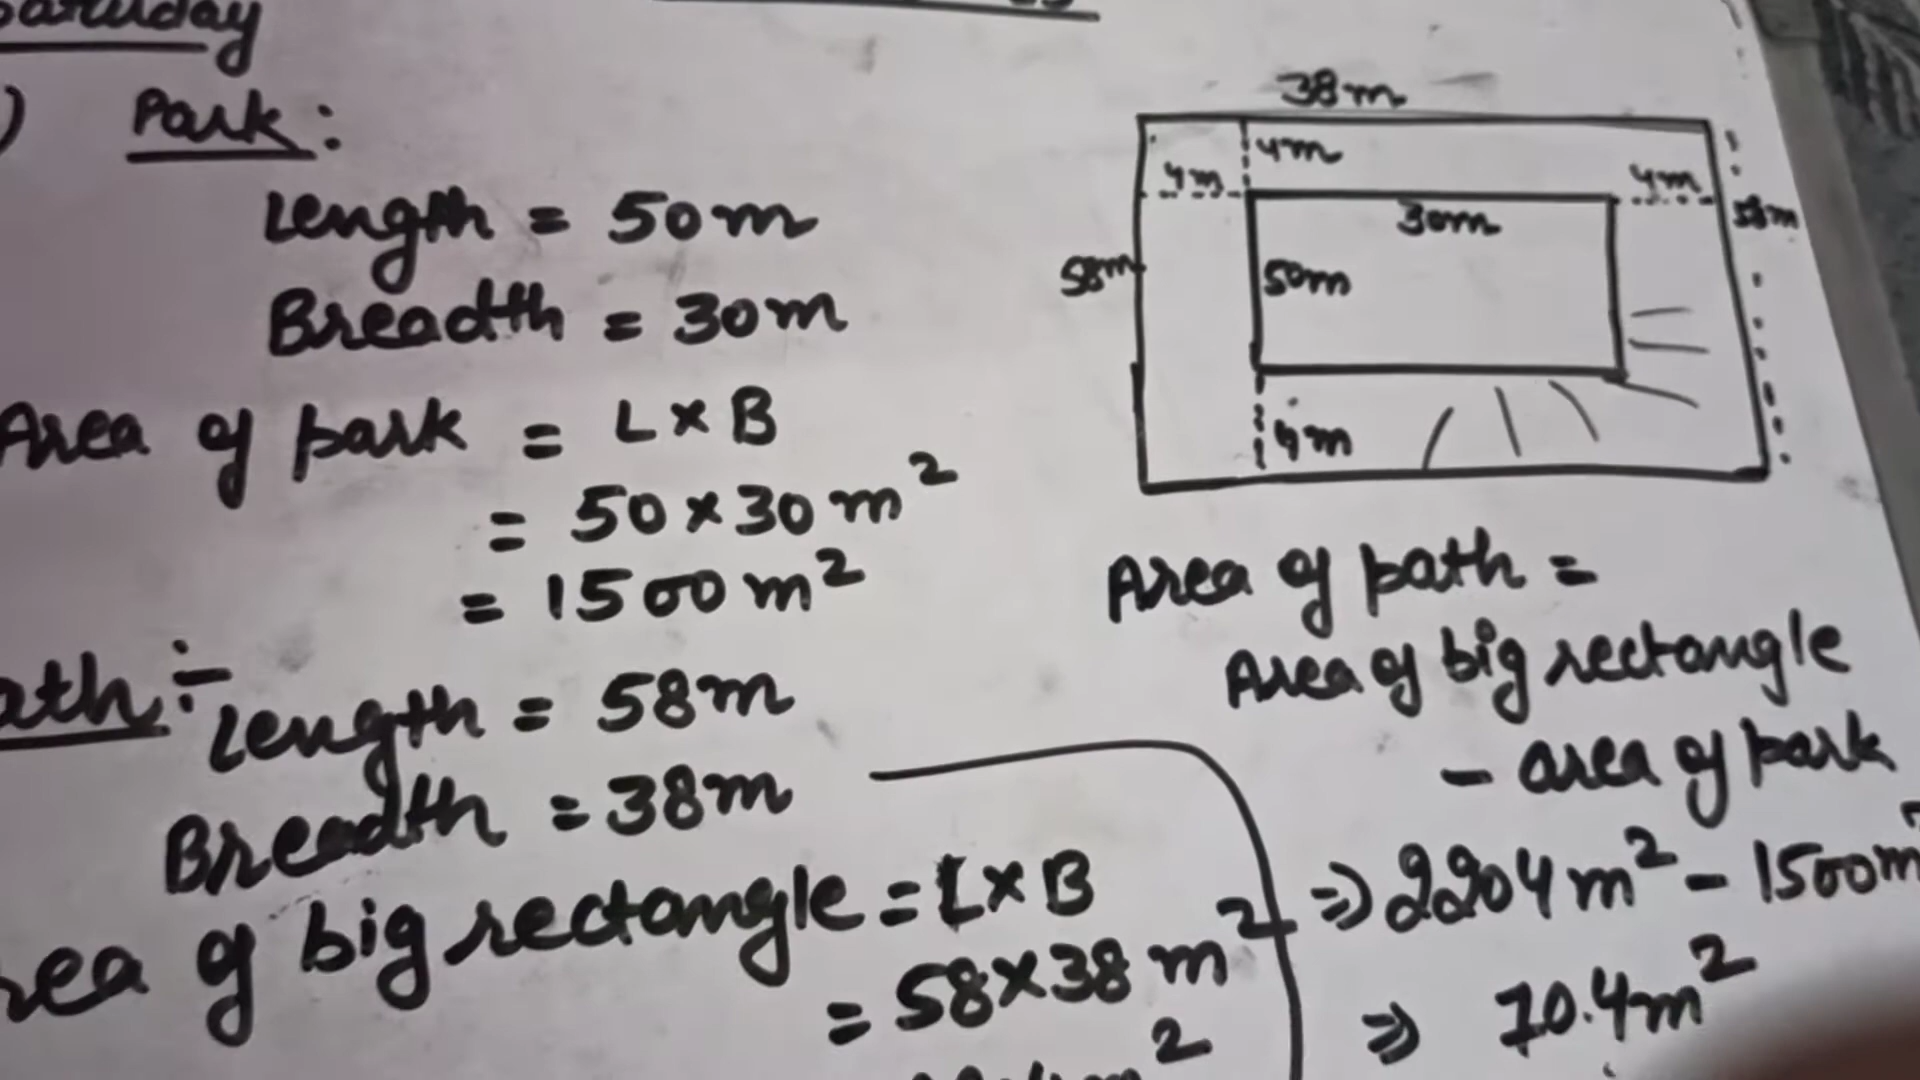 Saturday
) Park:
Length = 50m
Breadth = 30m
Area of park = L × B
= 50 × 30 m²
= 1500 m²
ath :-
Length = 58m
Breadth = 38m
rea of big rectangle = L × B
= 58 × 38 m²
38m
4m
4m
4m
30m
58m
58m
50m
4m
Area of path =
Area of big rectangle
- area of park
⇒ 2204 m² - 1500m
⇒ 70.4m²